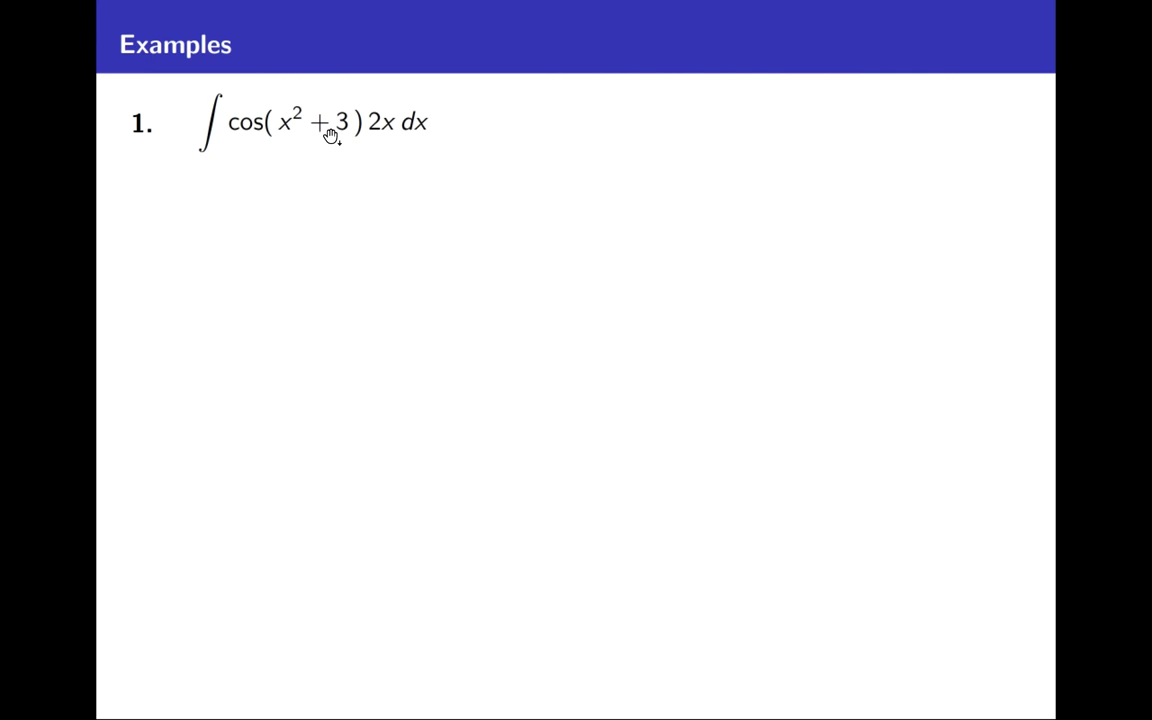 Examples
1. ∫ cos( x² + 3 ) 2x dx